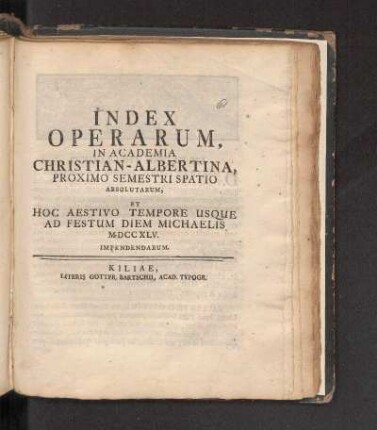 INDEX
OPERARUM,
IN ACADEMIA
CHRISTIAN-ALBERTINA,
PROXIMO SEMESTRI SPATIO
ABSOLUTARUM,
ET
HOC AESTIVO TEMPORE USQUE
AD FESTUM DIEM MICHAELIS
MDCCXLV.
IMPENDENDARUM.
KILIAE,
LITERIS GOTTFR. BARTSCHII, ACAD. TYPOGR.